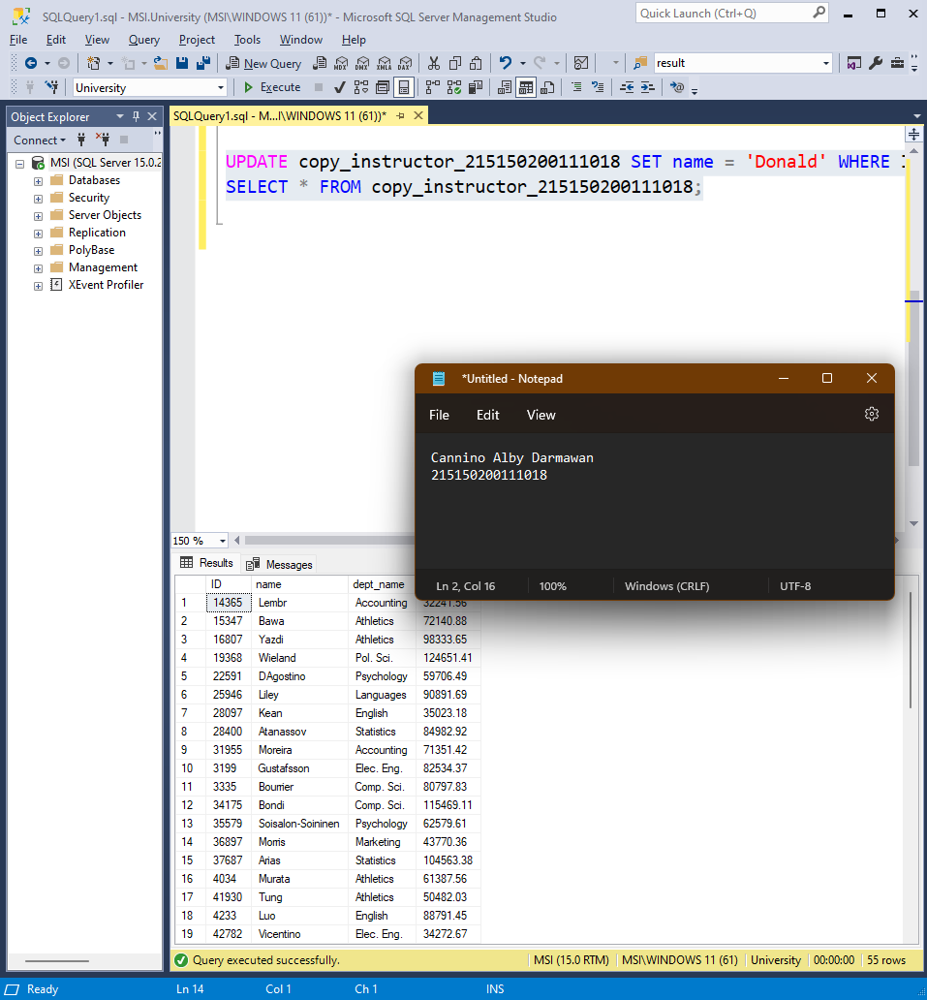 SQLQuery1.sql - MSI.University (MSI\WINDOWS 11 (61))* - Microsoft SQL Server Management Studio
Quick Launch (Ctrl+Q)
File Edit View Query Project Tools Window Help
New Query MDX DMX XMLA DAX result
University Execute
Object Explorer
SQLQuery1.sql - M...I\WINDOWS 11 (61))*
Connect
MSI (SQL Server 15.0.2
Databases
Security
Server Objects
Replication
PolyBase
Management
XEvent Profiler
UPDATE copy_instructor_215150200111018 SET name = 'Donald' WHERE
SELECT * FROM copy_instructor_215150200111018;
*Untitled - Notepad
File Edit View
Cannino Alby Darmawan
215150200111018
Ln 2, Col 16 100% Windows (CRLF) UTF-8
150 %
Results Messages
ID name dept_name
1 14365 Lembr Accounting 32241.56
2 15347 Bawa Athletics 72140.88
3 16807 Yazdi Athletics 98333.65
4 19368 Wieland Pol. Sci. 124651.41
5 22591 DAgostino Psychology 59706.49
6 25946 Liley Languages 90891.69
7 28097 Kean English 35023.18
8 28400 Atanassov Statistics 84982.92
9 31955 Moreira Accounting 71351.42
10 3199 Gustafsson Elec. Eng. 82534.37
11 3335 Bourrier Comp. Sci. 80797.83
12 34175 Bondi Comp. Sci. 115469.11
13 35579 Soisalon-Soininen Psychology 62579.61
14 36897 Morris Marketing 43770.36
15 37687 Arias Statistics 104563.38
16 4034 Murata Athletics 61387.56
17 41930 Tung Athletics 50482.03
18 4233 Luo English 88791.45
19 42782 Vicentino Elec. Eng. 34272.67
Query executed successfully. MSI (15.0 RTM) MSI\WINDOWS 11 (61) University 00:00:00 55 rows
Ready Ln 14 Col 1 Ch 1 INS